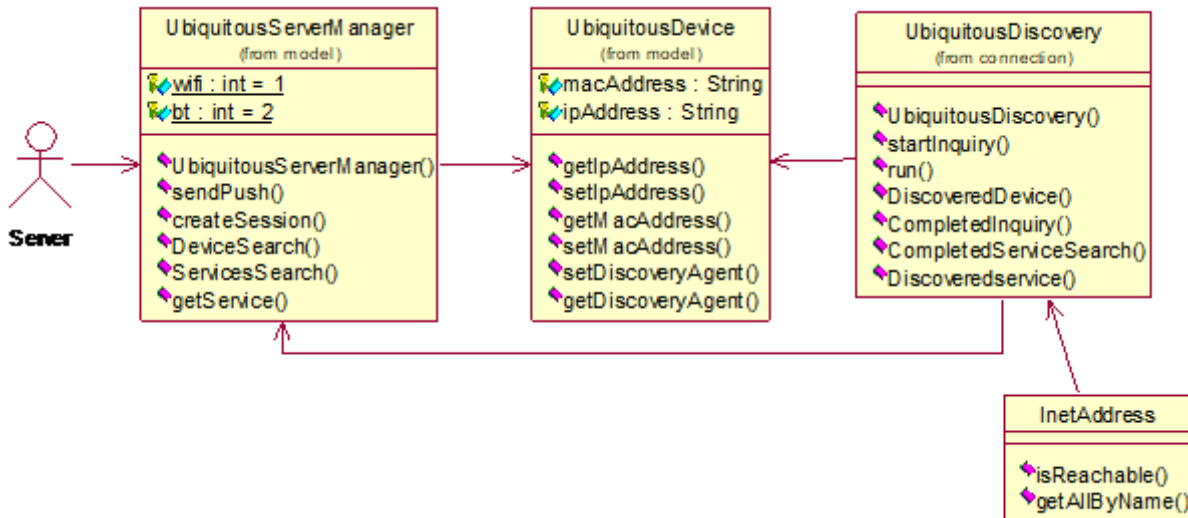 UbiquitousServerManager
(from model)
wifi : int = 1
bt : int = 2
UbiquitousServerManager()
sendPush()
createSession()
DeviceSearch()
ServicesSearch()
getService()
Server
UbiquitousDevice
(from model)
macAddress : String
ipAddress : String
getIpAddress()
setIpAddress()
getMacAddress()
setMacAddress()
setDiscoveryAgent()
getDiscoveryAgent()
UbiquitousDiscovery
(from connection)
UbiquitousDiscovery()
startInquiry()
run()
DiscoveredDevice()
CompletedInquiry()
CompletedServiceSearch()
Discoveredservice()
InetAddress
isReachable()
getAllByName()